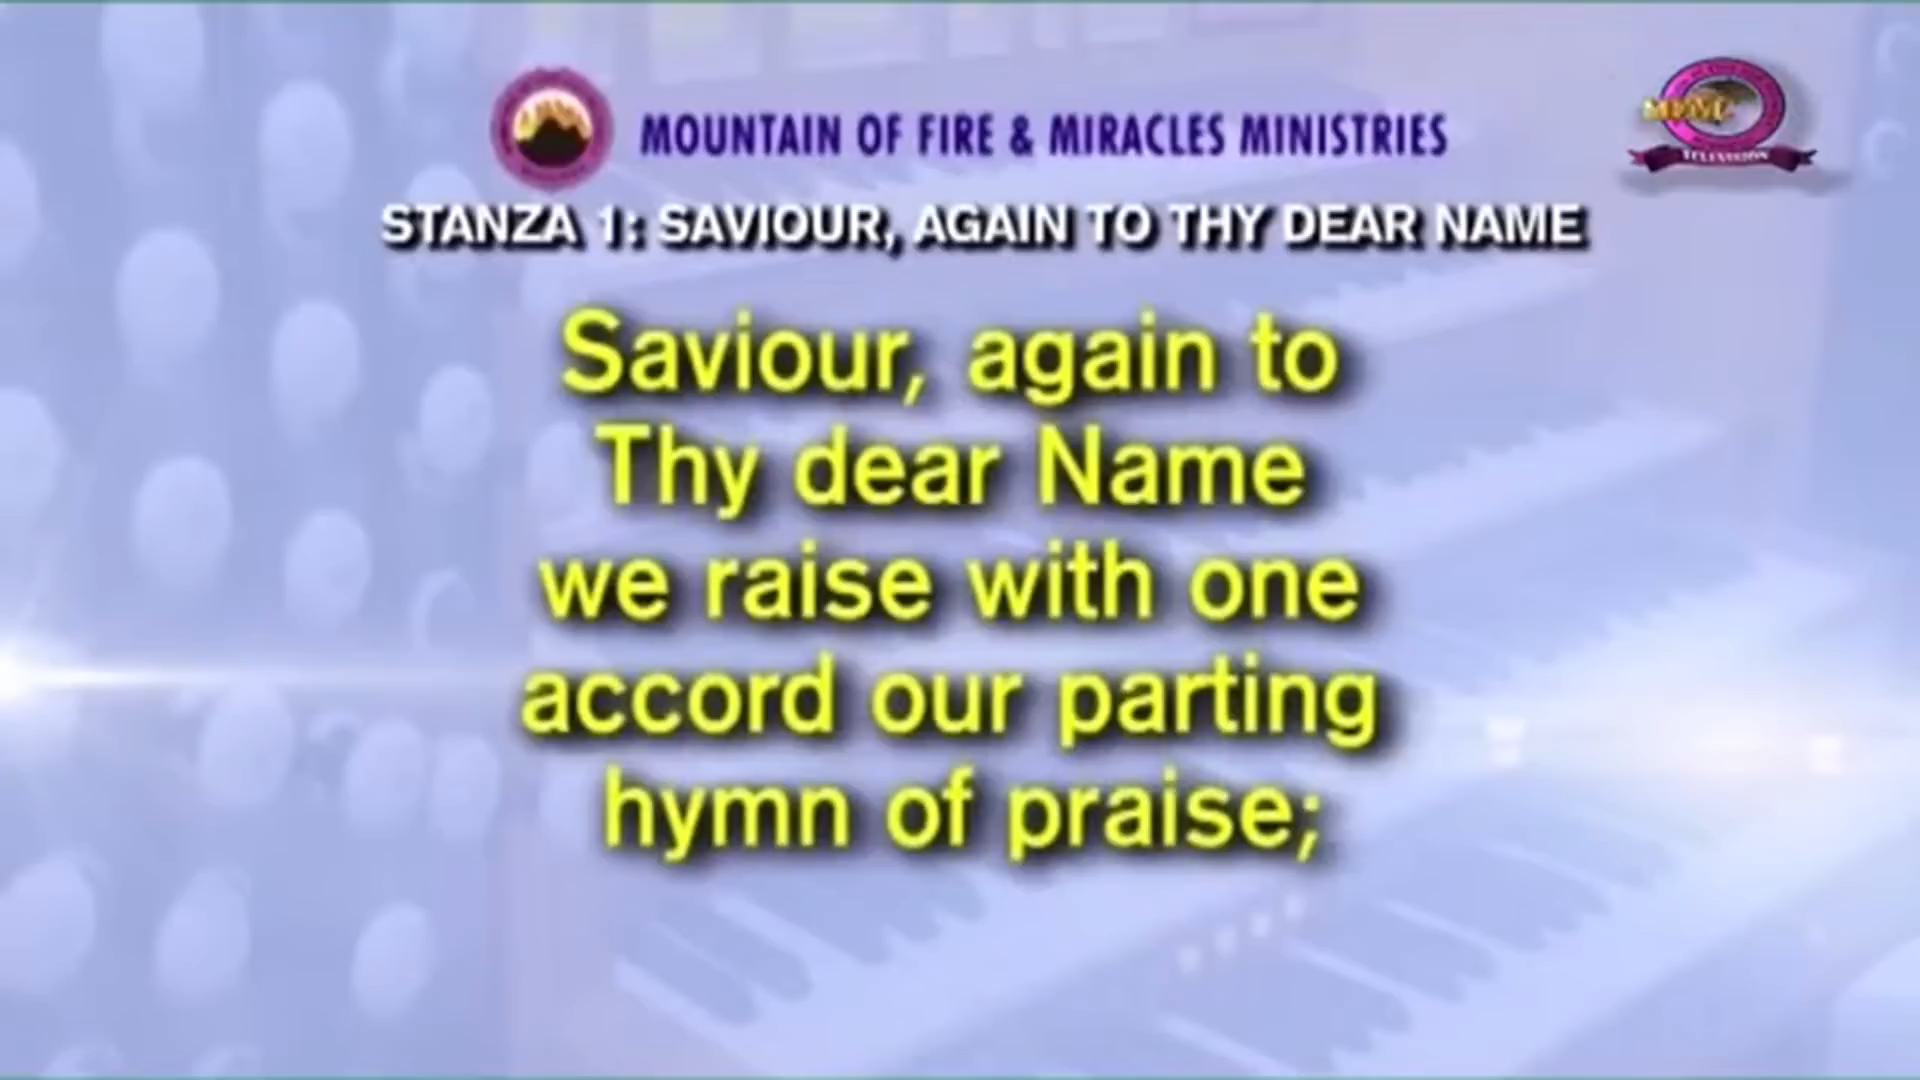 MOUNTAIN OF FIRE & MIRACLES MINISTRIES
STANZA 1: SAVIOUR, AGAIN TO THY DEAR NAME
Saviour, again to
Thy dear Name
we raise with one
accord our parting
hymn of praise;
TELEVISION